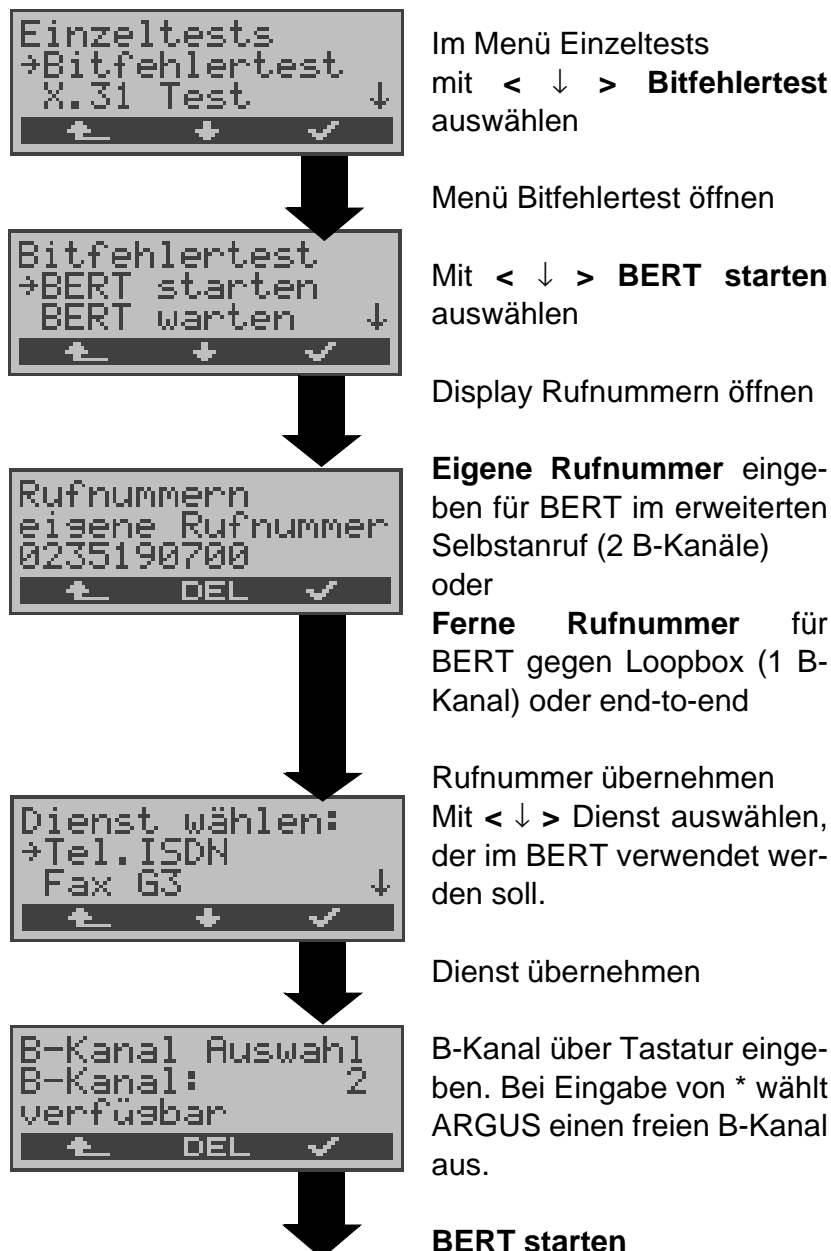 Einzeltests
→Bitfehlertest
X.31 Test ↓
Im Menü Einzeltests
mit < ↓ > Bitfehlertest
auswählen
Menü Bitfehlertest öffnen
Bitfehlertest
→BERT starten
BERT warten ↓
Mit < ↓ > BERT starten
auswählen
Display Rufnummern öffnen
Rufnummern
eigene Rufnummer
0235190700
DEL
Eigene Rufnummer einge-
ben für BERT im erweiterten
Selbstanruf (2 B-Kanäle)
oder
Ferne Rufnummer für
BERT gegen Loopbox (1 B-
Kanal) oder end-to-end
Rufnummer übernehmen
Dienst wählen:
→Tel.ISDN
Fax G3 ↓
Mit < ↓ > Dienst auswählen,
der im BERT verwendet wer-
den soll.
Dienst übernehmen
B-Kanal Auswahl
B-Kanal: 2
verfügbar
DEL
B-Kanal über Tastatur einge-
ben. Bei Eingabe von * wählt
ARGUS einen freien B-Kanal
aus.
BERT starten